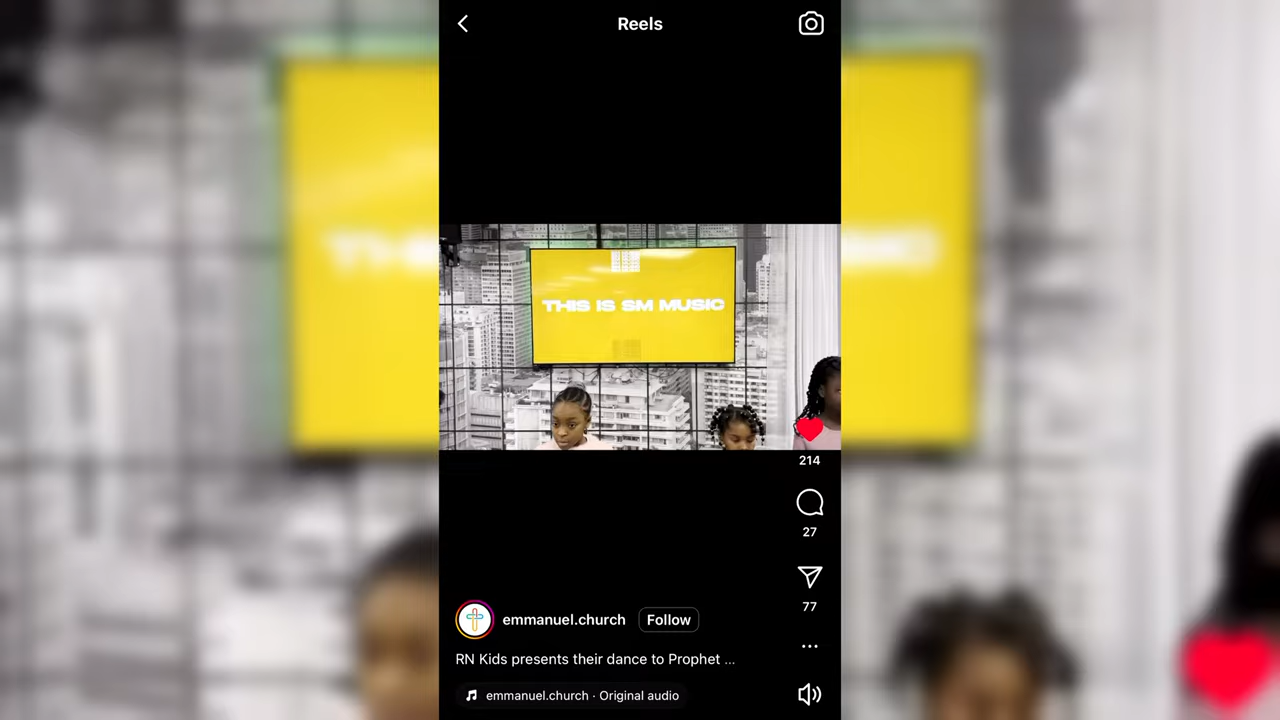 Reels
THIS IS SM MUSIC
214
27
77
emmanuel.church
Follow
RN Kids presents their dance to Prophet ...
emmanuel.church · Original audio